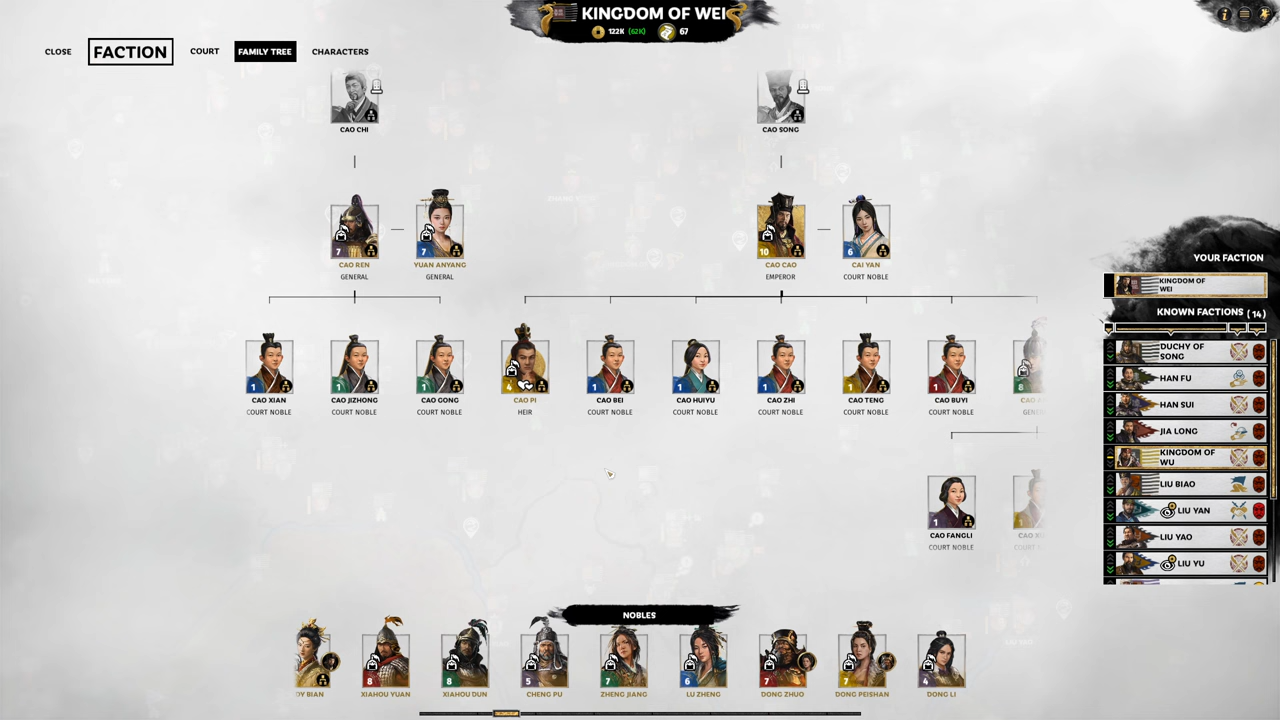 KINGDOM OF WEI
122K (62K) 67
CLOSE FACTION COURT FAMILY TREE CHARACTERS
CAO CHI CAO SONG
7 7 10 6
CAO REN YUAN ANYANG CAO CAO CAI YAN
GENERAL GENERAL EMPEROR COURT NOBLE
1 1 1 4 1 1 1 1 1 8
CAO XIAN CAO JIZHONG CAO GONG CAO PI CAO BEI CAO HUIYU CAO ZHI CAO TENG CAO BUYI CAO
COURT NOBLE COURT NOBLE COURT NOBLE HEIR COURT NOBLE COURT NOBLE COURT NOBLE COURT NOBLE COURT NOBLE
1 1
CAO FANGLI CAO
COURT NOBLE
NOBLES
8 8 5 7 6 7 7 4
DY BIAN XIAHOU YUAN XIAHOU DUN CHENG PU ZHENG JIANG LU ZHENG DONG ZHUO DONG PEISHAN DONG LI
YOUR FACTION
KINGDOM OF
WEI
KNOWN FACTIONS (14)
DUCHY OF
SONG
HAN FU
HAN SUI
JIA LONG
KINGDOM OF
WU
LIU BIAO
LIU YAN
LIU YAO
LIU YU